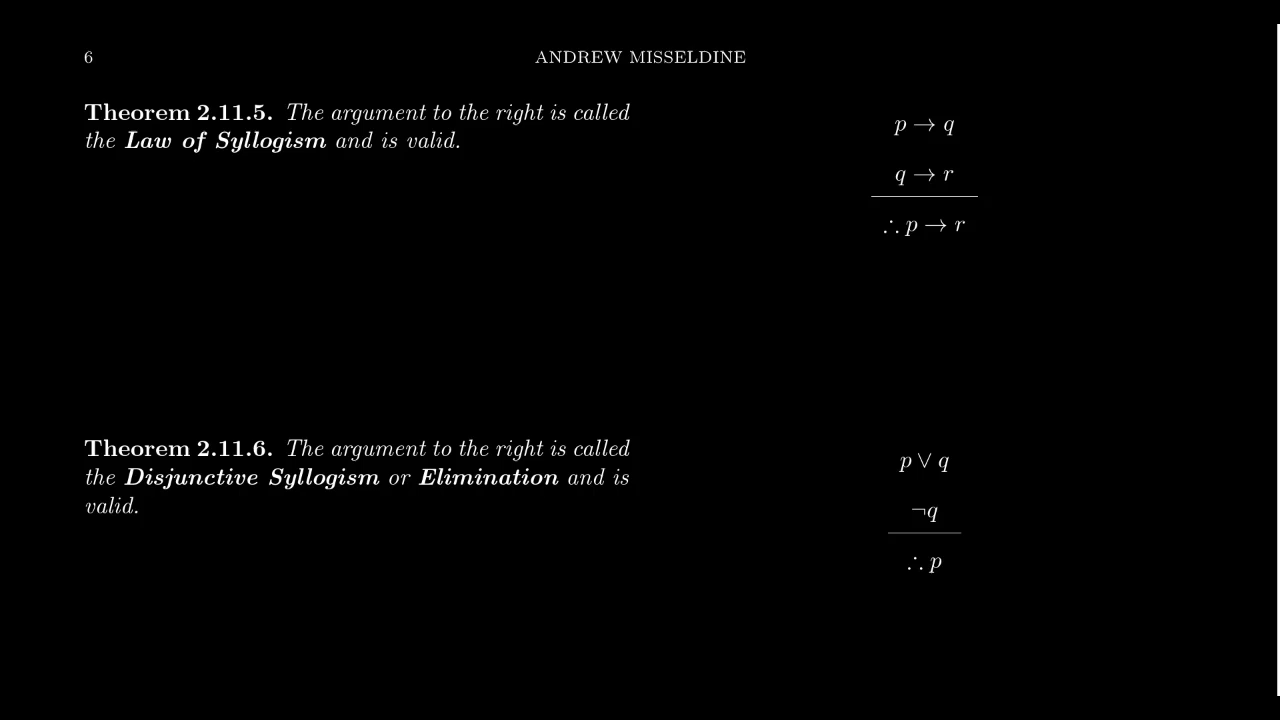 6
ANDREW MISSELDINE
Theorem 2.11.5. The argument to the right is called
the Law of Syllogism and is valid.
p → q
q → r
∴ p → r
Theorem 2.11.6. The argument to the right is called
the Disjunctive Syllogism or Elimination and is
valid.
p ∨ q
¬q
∴ p